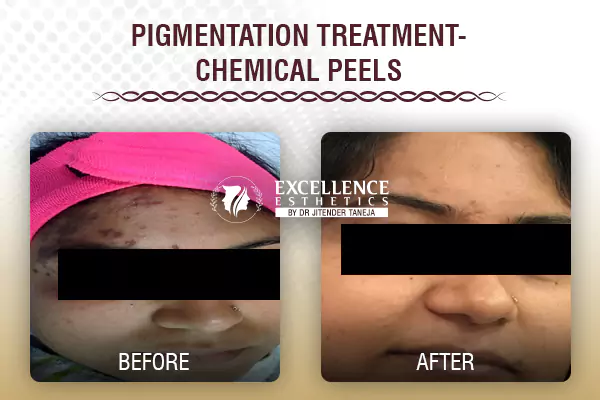 PIGMENTATION TREATMENT-
CHEMICAL PEELS
EXCELLENCE
ESTHETICS
BY DR JITENDER TANEJA
BEFORE
AFTER